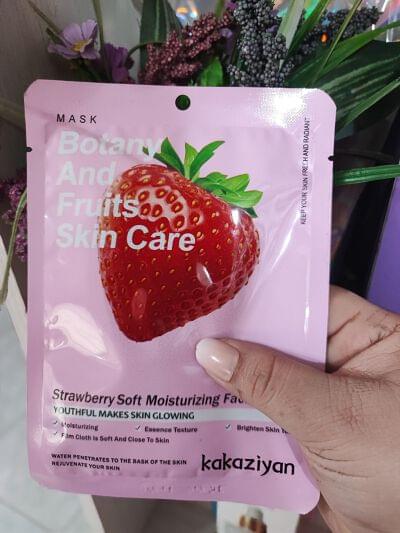 MASK
Botany
And
Fruits
Skin Care
KEEP YOUR SKIN FRECH AND RADIANT
Strawberry Soft Moisturizing
YOUTHFUL MAKES SKIN GLOWING
Moisturizing
Essence Texture
Brighten Skin
Film Cloth is Soft And Close To Skin
WATER PENETRATES TO THE BASK OF THE SKIN
REJUVENATE YOUR SKIN
kakaziyan